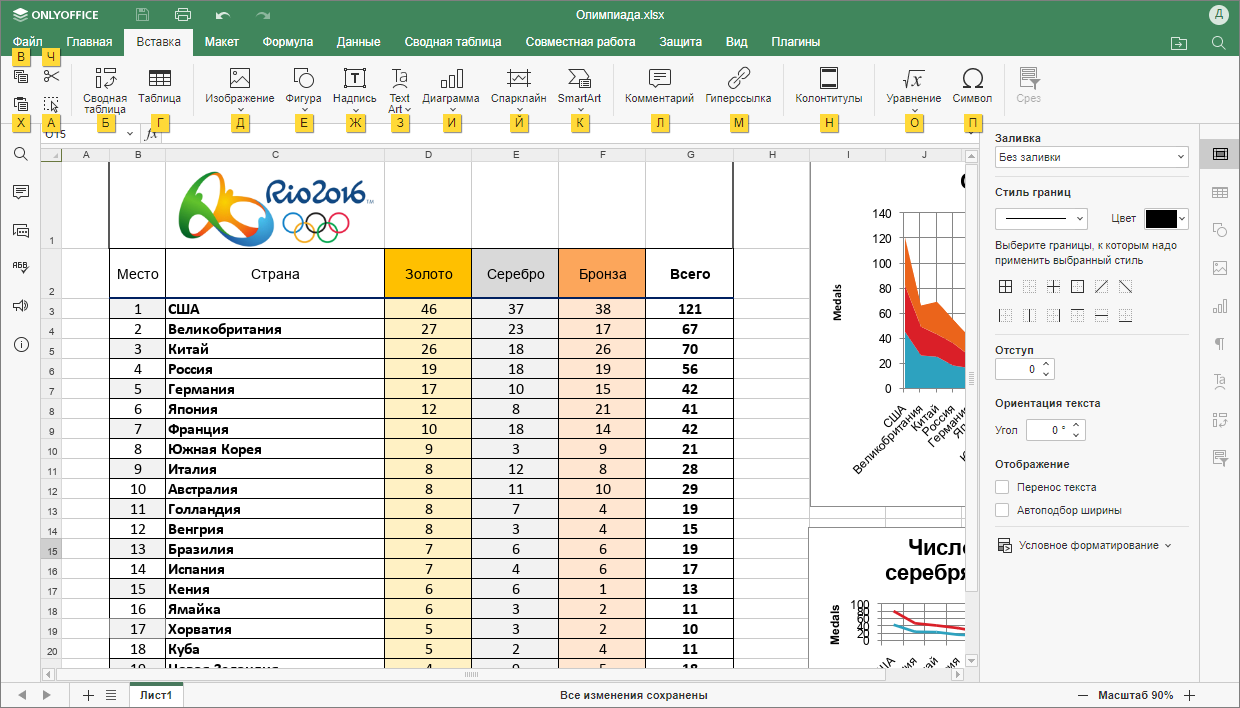 ONLYOFFICE Олимпиада.xlsx Д
Файл Главная Вставка Макет Формула Данные Сводная таблица Совместная работа Защита Вид Плагины
В Ч
Сводная таблица Таблица Изображение Фигура Надпись Text Art Диаграмма Спарклайн SmartArt Комментарий Гиперссылка Колонтитулы Уравнение Символ Срез
Х А Б Г Д Е Ж З И Й К Л М Н О П
O15 fx
A B C D E F G H I J
1 Rio2016™
2 Место Страна Золото Серебро Бронза Всего
3 1 США 46 37 38 121
4 2 Великобритания 27 23 17 67
5 3 Китай 26 18 26 70
6 4 Россия 19 18 19 56
7 5 Германия 17 10 15 42
8 6 Япония 12 8 21 41
9 7 Франция 10 18 14 42
10 8 Южная Корея 9 3 9 21
11 9 Италия 8 12 8 28
12 10 Австралия 8 11 10 29
13 11 Голландия 8 7 4 19
14 12 Венгрия 8 3 4 15
15 13 Бразилия 7 6 6 19
16 14 Испания 7 4 6 17
17 15 Кения 6 6 1 13
18 16 Ямайка 6 3 2 11
19 17 Хорватия 5 3 2 10
20 18 Куба 5 2 4 11
140
120
100
80
60
40
20
0
Medals
США
Великобритания
Китай
Россия
Германия
Число
серебря
Medals
100
80
60
40
20
0
Заливка
Без заливки
Стиль границ
Цвет
Выберите границы, к которым надо
применить выбранный стиль
Отступ
0
Ориентация текста
Угол 0 °
Отображение
Перенос текста
Автоподбор ширины
Условное форматирование
Лист1 Все изменения сохранены Масштаб 90%